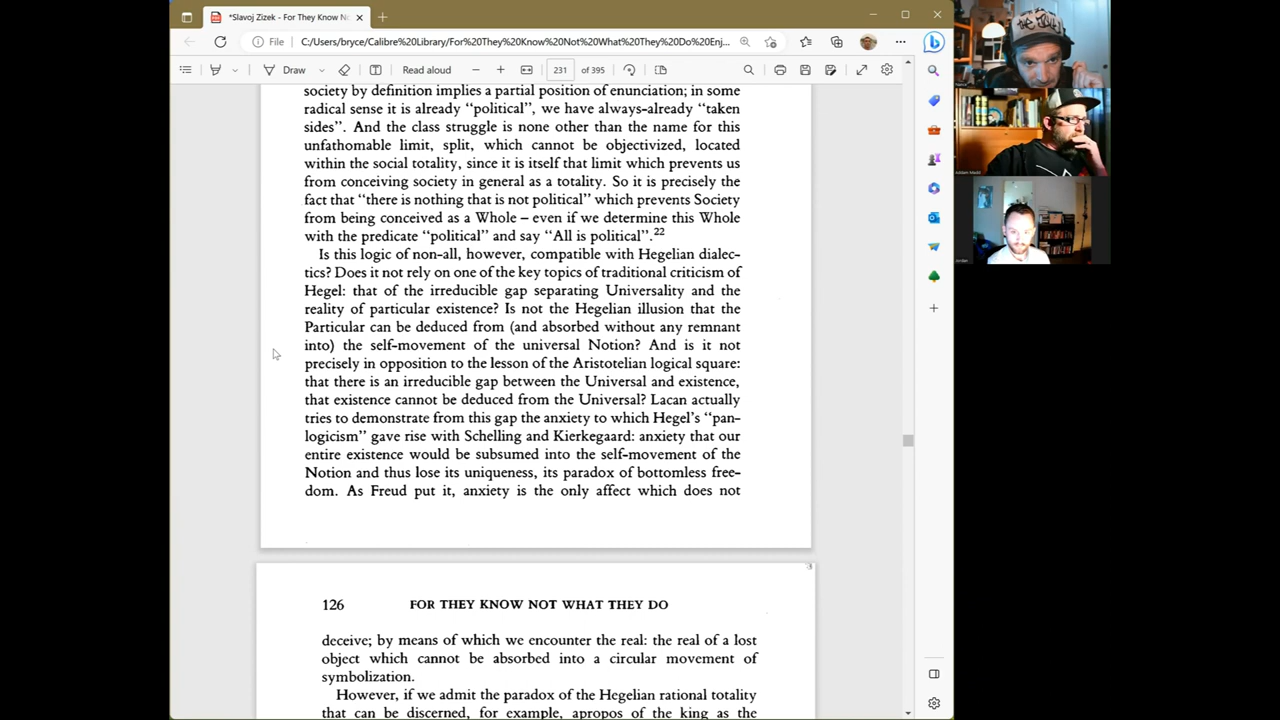 *Slavoj Zizek - For They Know N
File
C:/Users/bryce/Calibre%20Library/For%20They%20Know%20Not%20What%20They%20Do%20Enj...
Draw
Read aloud
231
of 395
society by definition implies a partial position of enunciation; in some
radical sense it is already “political”, we have always-already “taken
sides”. And the class struggle is none other than the name for this
unfathomable limit, split, which cannot be objectivized, located
within the social totality, since it is itself that limit which prevents us
from conceiving society in general as a totality. So it is precisely the
fact that “there is nothing that is not political” which prevents Society
from being conceived as a Whole – even if we determine this Whole
with the predicate “political” and say “All is political”.22
Is this logic of non-all, however, compatible with Hegelian dialec-
tics? Does it not rely on one of the key topics of traditional criticism of
Hegel: that of the irreducible gap separating Universality and the
reality of particular existence? Is not the Hegelian illusion that the
Particular can be deduced from (and absorbed without any remnant
into) the self-movement of the universal Notion? And is it not
precisely in opposition to the lesson of the Aristotelian logical square:
that there is an irreducible gap between the Universal and existence,
that existence cannot be deduced from the Universal? Lacan actually
tries to demonstrate from this gap the anxiety to which Hegel’s “pan-
logicism” gave rise with Schelling and Kierkegaard: anxiety that our
entire existence would be subsumed into the self-movement of the
Notion and thus lose its uniqueness, its paradox of bottomless free-
dom. As Freud put it, anxiety is the only affect which does not
126 FOR THEY KNOW NOT WHAT THEY DO
deceive; by means of which we encounter the real: the real of a lost
object which cannot be absorbed into a circular movement of
symbolization.
However, if we admit the paradox of the Hegelian rational totality
that can be discerned, for example, apropos of the king as the
Jordan